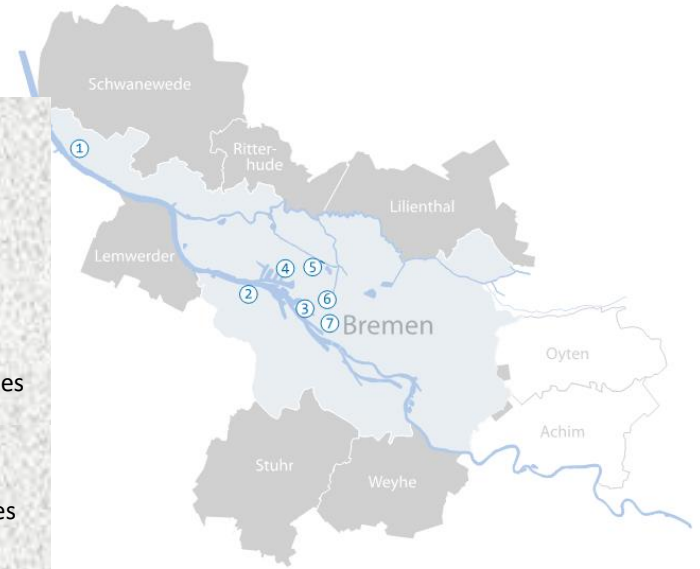 Schwanewede
①
Ritter-
hude
Lilienthal
Lemwerder
④
⑤
②
③
⑥
⑦
Bremen
Oyten
es
Achim
Stuhr
Weyhe
es